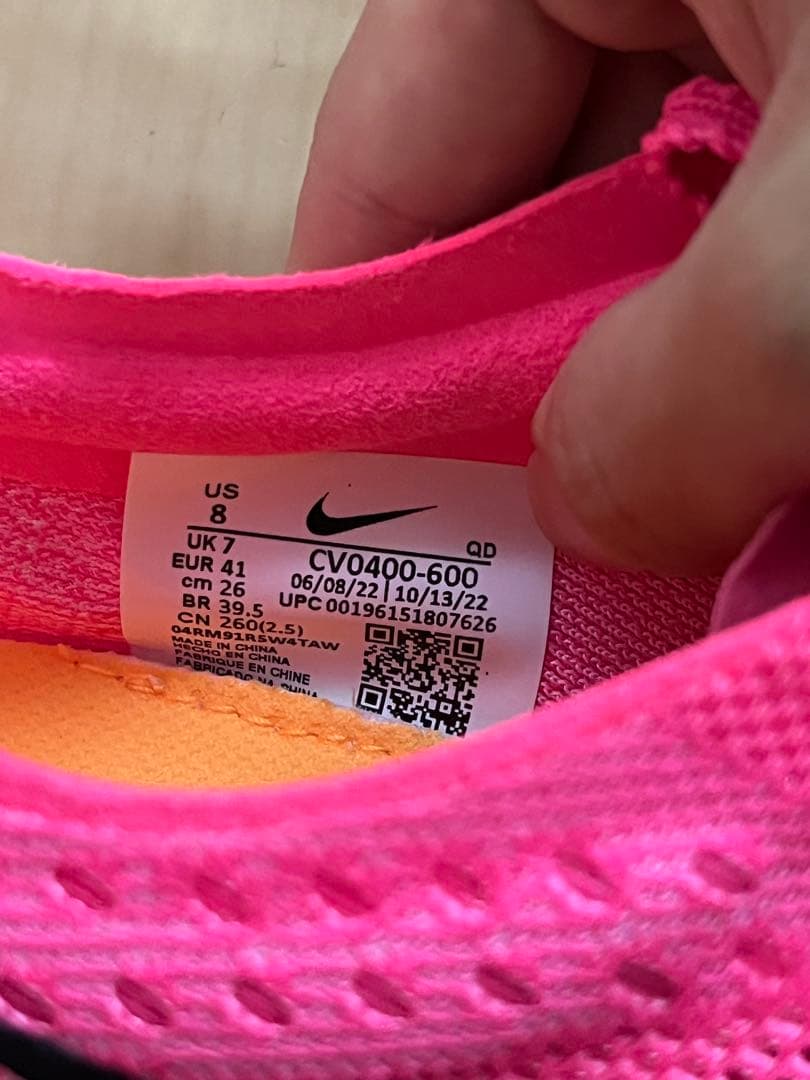 US
8
QD
UK 7
CV0400-600
EUR 41
06/08/22 | 10/13/22
cm 26
UPC 00196151807626
BR 39.5
CN 260(2.5)
04RM91R5W4TAW
MADE IN CHINA
HECHO EN CHINA
FABRIQUE EN CHINE
FABRICADO NA CHINA